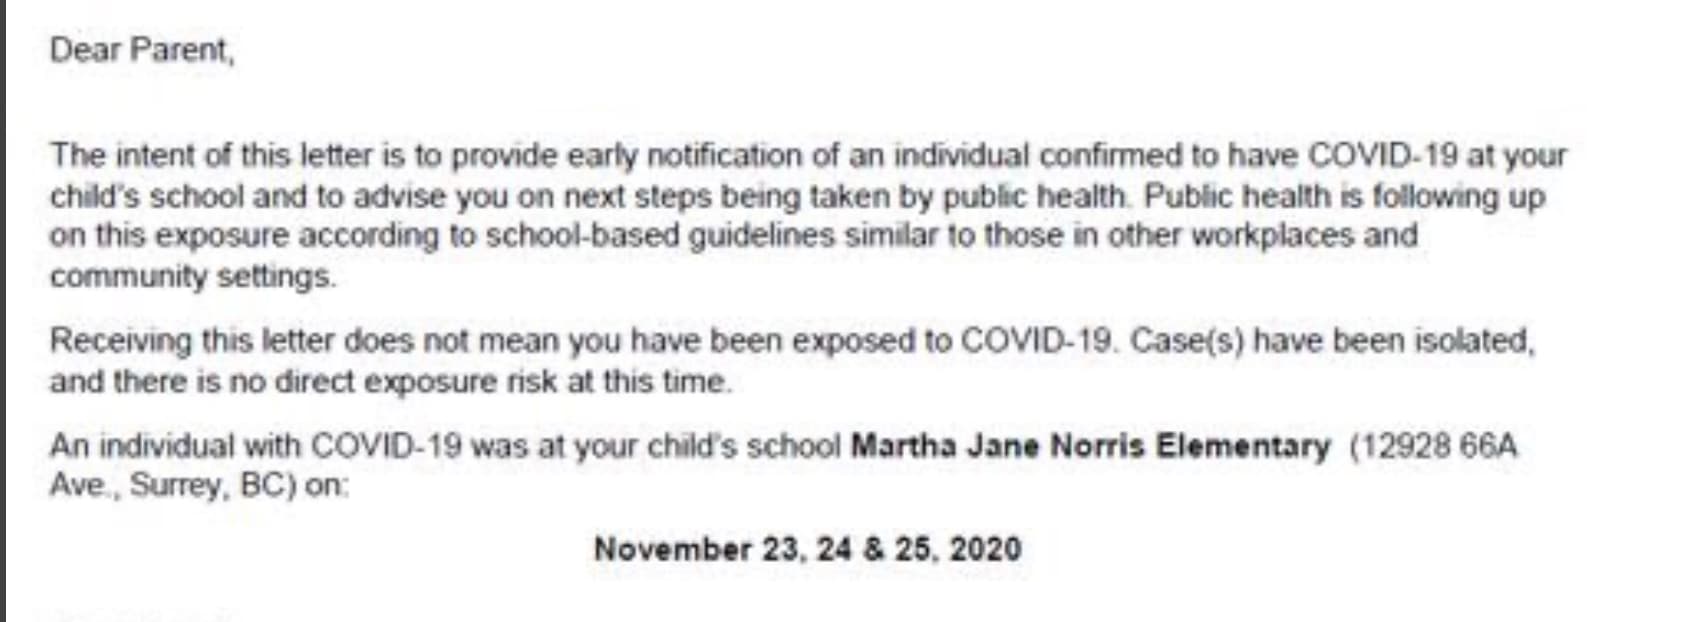 Dear Parent,
The intent of this letter is to provide early notification of an individual confirmed to have COVID-19 at your
child's school and to advise you on next steps being taken by public health. Public health is following up
on this exposure according to school-based guidelines similar to those in other workplaces and
community settings.
Receiving this letter does not mean you have been exposed to COVID-19. Case(s) have been isolated,
and there is no direct exposure risk at this time.
An individual with COVID-19 was at your child's school Martha Jane Norris Elementary (12928 66A
Ave., Surrey, BC) on:
November 23, 24 & 25, 2020